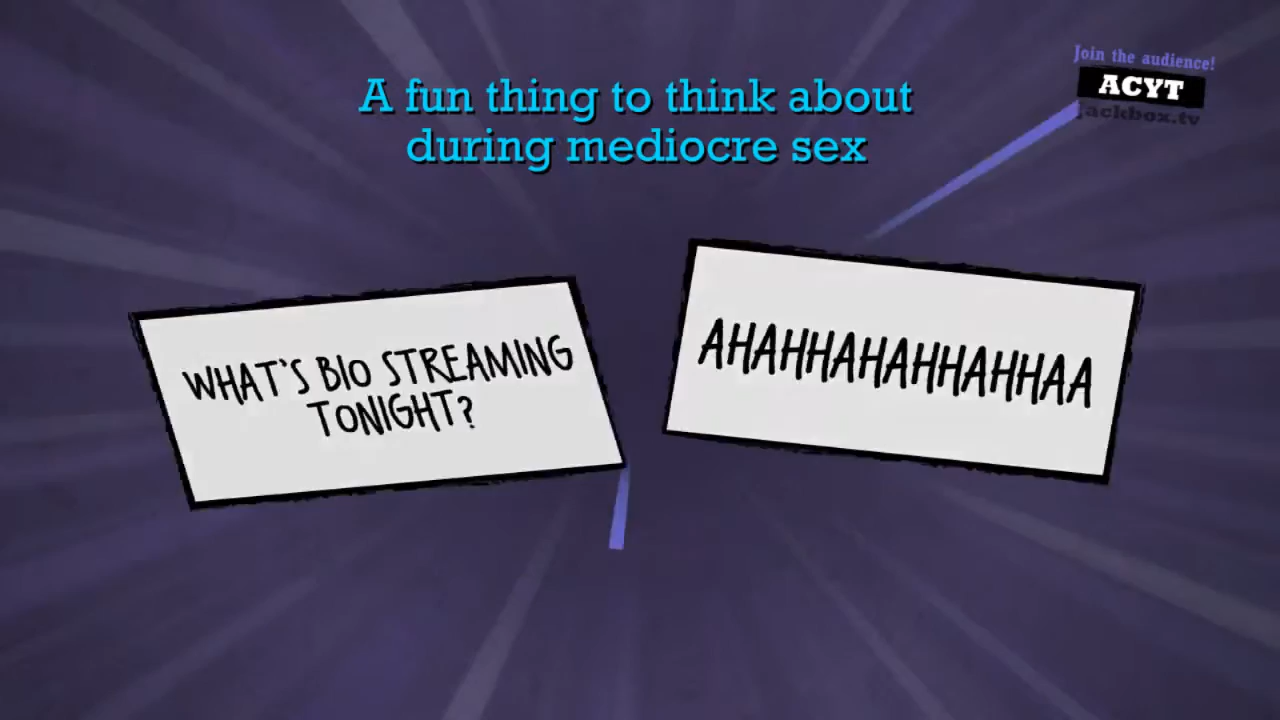 Join the audience!
ACYT
jackbox.tv
A fun thing to think about
during mediocre sex
WHAT'S BIO STREAMING
TONIGHT?
AHAHHAHAHHAHHAA